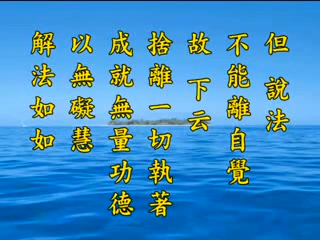 但 說法
不能離自覺
故 下云
捨離一切執著
成就無量功德
以無礙慧
解法如如